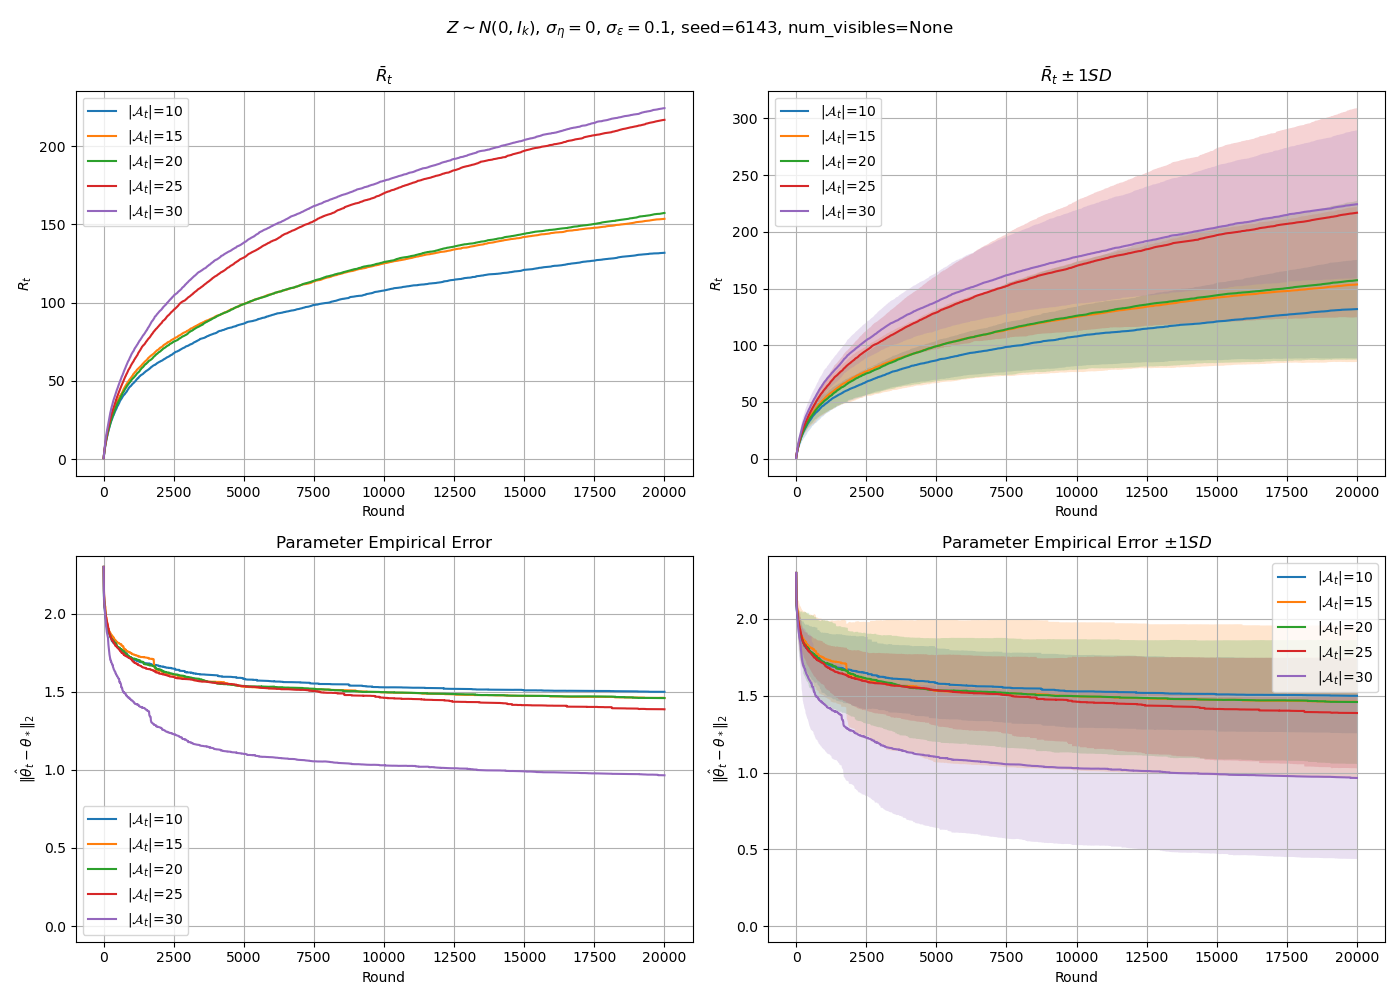 Z ∼ N(0, I_k), σ_η = 0, σ_ε = 0.1, seed=6143, num_visibles=None
R̄_t
R_t
200
150
100
50
0
|𝒜_t|=10
|𝒜_t|=15
|𝒜_t|=20
|𝒜_t|=25
|𝒜_t|=30
0 2500 5000 7500 10000 12500 15000 17500 20000
Round
R̄_t ± 1SD
R_t
300
250
200
150
100
50
0
|𝒜_t|=10
|𝒜_t|=15
|𝒜_t|=20
|𝒜_t|=25
|𝒜_t|=30
0 2500 5000 7500 10000 12500 15000 17500 20000
Round
Parameter Empirical Error
‖θ̂_t − θ_*‖_2
2.0
1.5
1.0
0.5
0.0
|𝒜_t|=10
|𝒜_t|=15
|𝒜_t|=20
|𝒜_t|=25
|𝒜_t|=30
0 2500 5000 7500 10000 12500 15000 17500 20000
Round
Parameter Empirical Error ±1SD
‖θ̂_t − θ_*‖_2
2.0
1.5
1.0
0.5
0.0
|𝒜_t|=10
|𝒜_t|=15
|𝒜_t|=20
|𝒜_t|=25
|𝒜_t|=30
0 2500 5000 7500 10000 12500 15000 17500 20000
Round